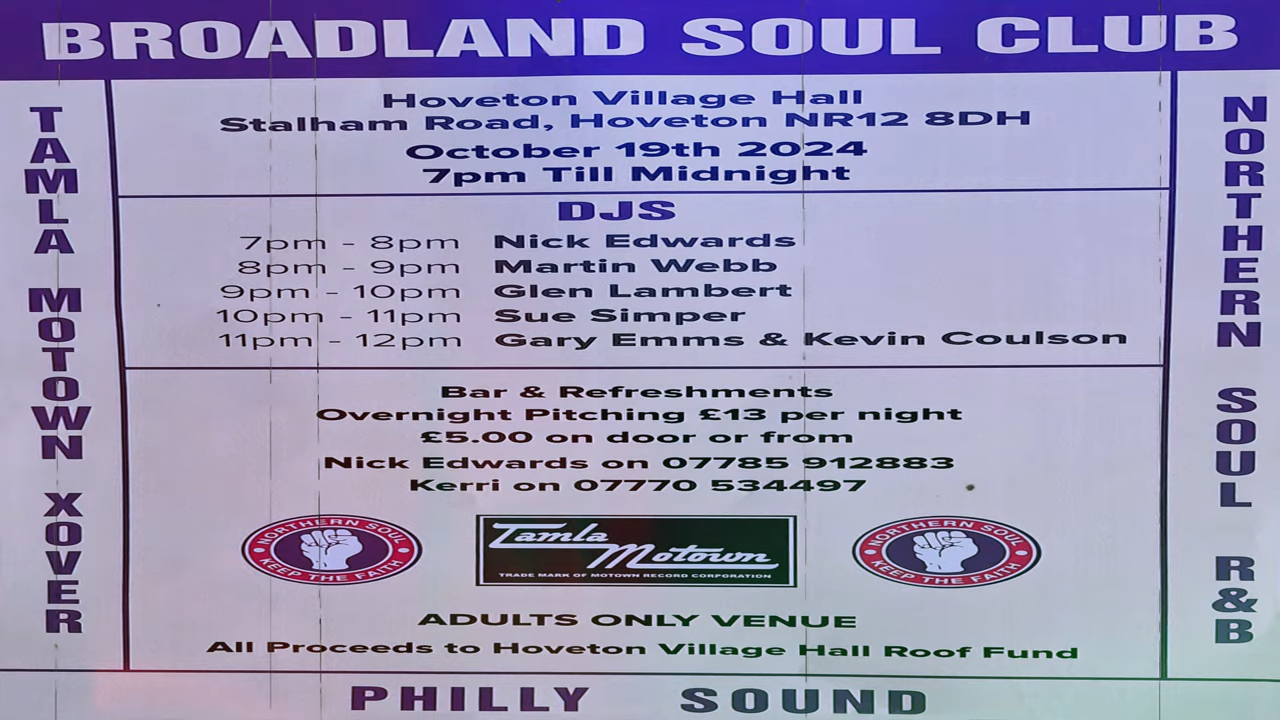 BROADLAND SOUL CLUB
TAMLA MOTOWN XOVER
Hoveton Village Hall
Stalham Road, Hoveton NR12 8DH
October 19th 2024
7pm Till Midnight
DJS
7pm - 8pm Nick Edwards
8pm - 9pm Martin Webb
9pm - 10pm Glen Lambert
10pm - 11pm Sue Simper
11pm - 12pm Gary Emms & Kevin Coulson
Bar & Refreshments
Overnight Pitching £13 per night
£5.00 on door or from
Nick Edwards on 07785 912883
Kerri on 07770 534497
NORTHERN SOUL
KEEP THE FAITH
Tamla
Motown
TRADE MARK OF MOTOWN RECORD CORPORATION
NORTHERN SOUL
KEEP THE FAITH
ADULTS ONLY VENUE
All Proceeds to Hoveton Village Hall Roof Fund
NORTHERN SOUL R&B
PHILLY SOUND